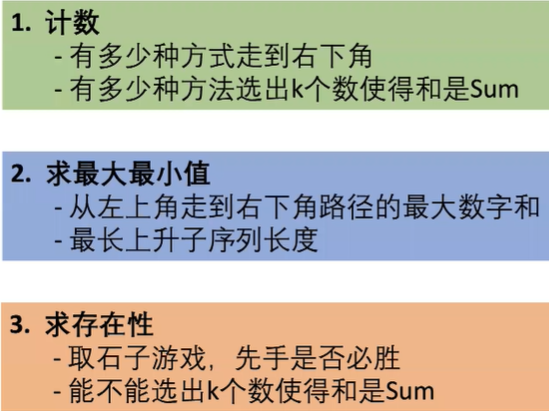 1. 计数
- 有多少种方式走到右下角
- 有多少种方法选出k个数使得和是Sum
2. 求最大最小值
- 从左上角走到右下角路径的最大数字和
- 最长上升子序列长度
3. 求存在性
- 取石子游戏，先手是否必胜
- 能不能选出k个数使得和是Sum